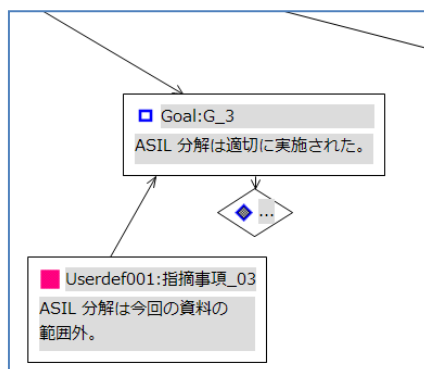 Goal:G_3
ASIL 分解は適切に実施された。
...
Userdef001:指摘事項_03
ASIL 分解は今回の資料の
範囲外。